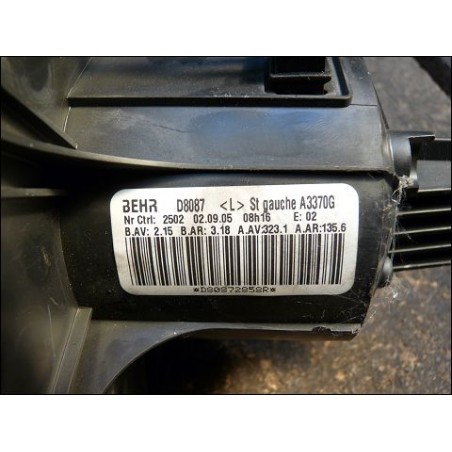 BEHR D8087 <L> St gauche A3370G
Nr Ctrl: 2502 02.09.05 08h16 E: 02
B.AV: 2.15 B.AR: 3.18 A.AV:323.1 A.AR:135.6
*D80872858R*